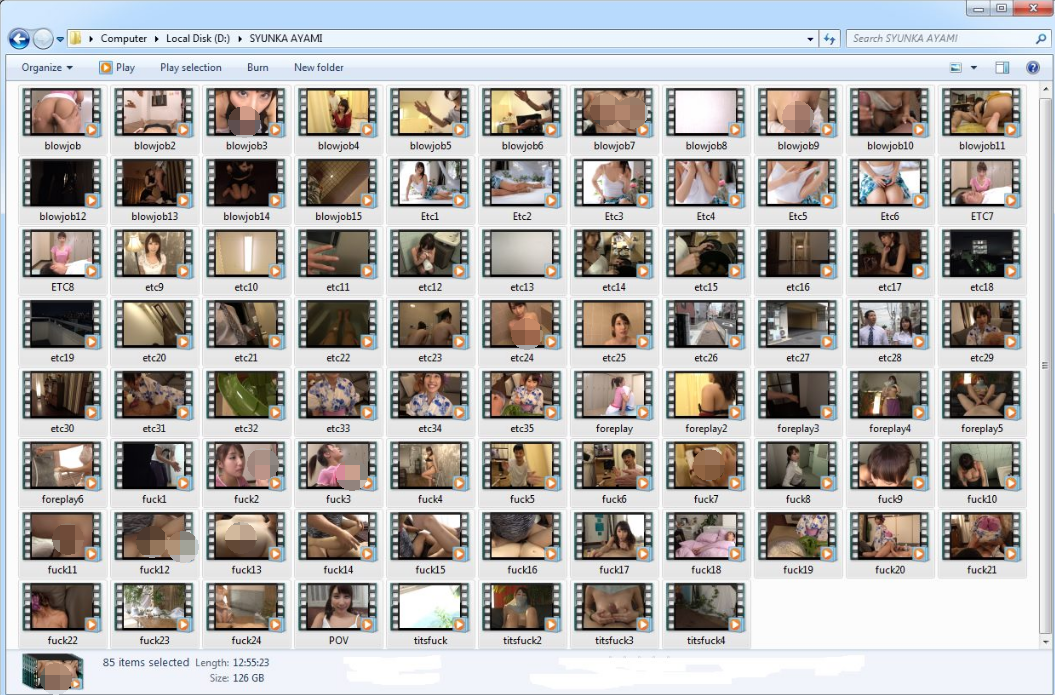 Computer Local Disk (D:) SYUNKA AYAMI Search SYUNKA AYAMI
Organize Play Play selection Burn New folder
blowjob blowjob2 blowjob3 blowjob4 blowjob5 blowjob6 blowjob7 blowjob8 blowjob9 blowjob10 blowjob11
blowjob12 blowjob13 blowjob14 blowjob15 Etc1 Etc2 Etc3 Etc4 Etc5 Etc6 ETC7
ETC8 etc9 etc10 etc11 etc12 etc13 etc14 etc15 etc16 etc17 etc18
etc19 etc20 etc21 etc22 etc23 etc24 etc25 etc26 etc27 etc28 etc29
etc30 etc31 etc32 etc33 etc34 etc35 foreplay foreplay2 foreplay3 foreplay4 foreplay5
foreplay6 fuck1 fuck2 fuck3 fuck4 fuck5 fuck6 fuck7 fuck8 fuck9 fuck10
fuck11 fuck12 fuck13 fuck14 fuck15 fuck16 fuck17 fuck18 fuck19 fuck20 fuck21
fuck22 fuck23 fuck24 POV titsfuck titsfuck2 titsfuck3 titsfuck4
85 items selected Length: 12:55:23
Size: 126 GB